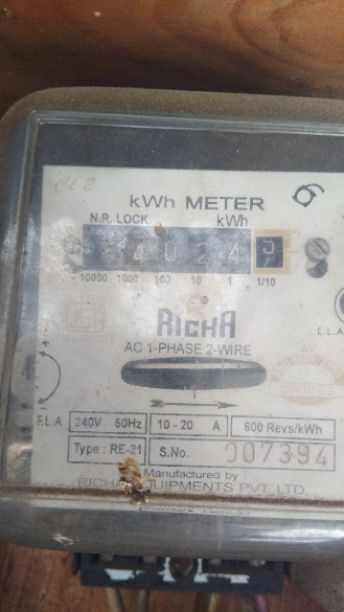 Cl 2
kWh METER
N.R. LOCK kWh
10000 1000 100 10 1 1/10
RICHA
AC 1-PHASE 2-WIRE
F.L.A 240V 50Hz 10 - 20 A 600 Revs/kWh
Type : RE-21 S.No. 007394
Manufactured by
RICHA EQUIPMENTS PVT. LTD.